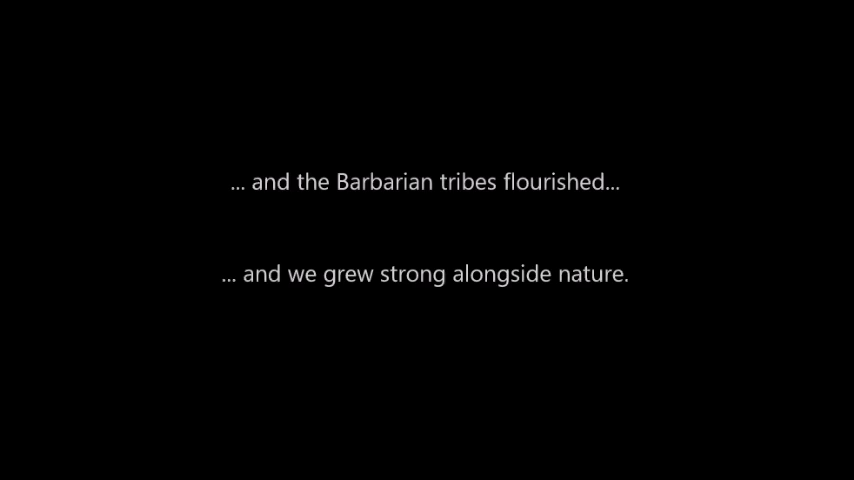 ... and the Barbarian tribes flourished...
... and we grew strong alongside nature.